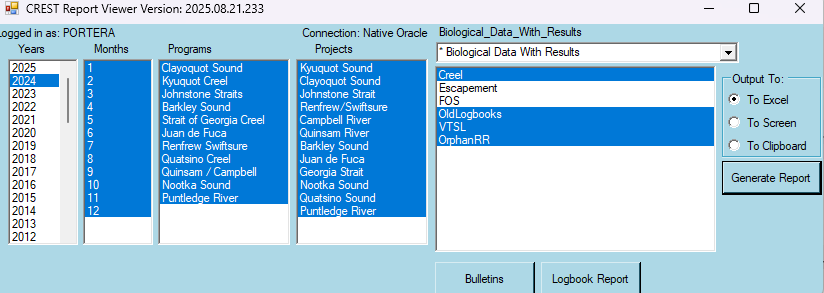 CREST Report Viewer Version: 2025.08.21.233
Logged in as: PORTERA
Connection: Native Oracle
Biological_Data_With_Results
Years
Months
Programs
Projects
* Biological Data With Results
2025
2024
2023
2022
2021
2020
2019
2018
2017
2016
2015
2014
2013
2012
1
2
3
4
5
6
7
8
9
10
11
12
Clayoquot Sound
Kyuquot Creel
Johnstone Straits
Barkley Sound
Strait of Georgia Creel
Juan de Fuca
Renfrew Swiftsure
Quatsino Creel
Quinsam / Campbell
Nootka Sound
Puntledge River
Kyuquot Sound
Clayoquot Sound
Johnstone Strait
Renfrew/Swiftsure
Campbell River
Quinsam River
Barkley Sound
Juan de Fuca
Georgia Strait
Nootka Sound
Quatsino Sound
Puntledge River
Creel
Escapement
FOS
OldLogbooks
VTSL
OrphanRR
Output To:
To Excel
To Screen
To Clipboard
Generate Report
Bulletins
Logbook Report